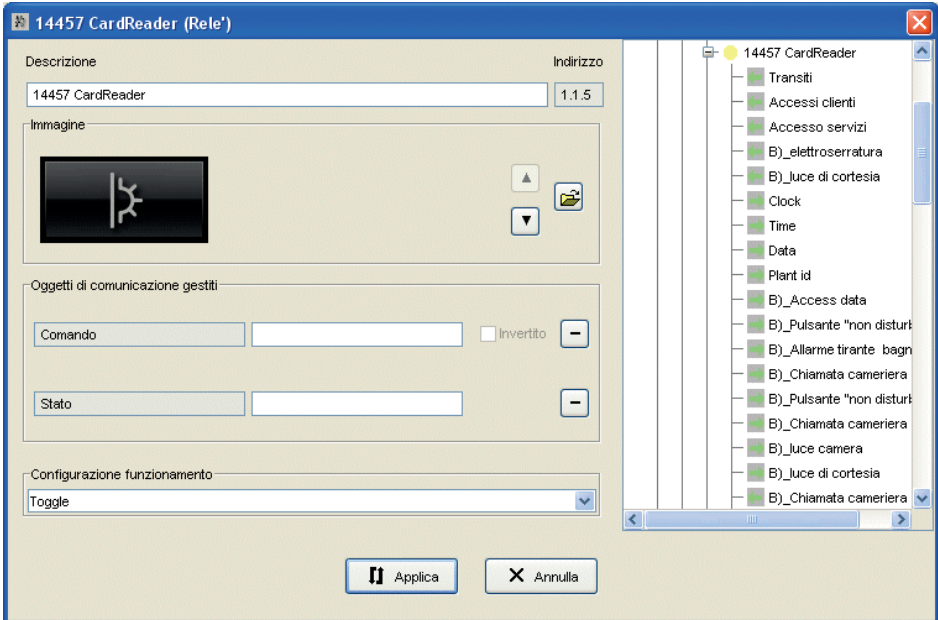 14457 CardReader (Rele')
Descrizione
Indirizzo
14457 CardReader
1.1.5
Immagine
Oggetti di comunicazione gestiti
Comando
Invertito
Stato
Configurazione funzionamento
Toggle
Applica
Annulla
14457 CardReader
Transiti
Accessi clienti
Accesso servizi
B)_elettroserratura
B)_luce di cortesia
Clock
Time
Data
Plant id
B)_Access data
B)_Pulsante "non disturb
B)_Allarme tirante bagn
B)_Chiamata cameriera
B)_Pulsante "non disturb
B)_Chiamata cameriera
B)_luce camera
B)_luce di cortesia
B)_Chiamata cameriera